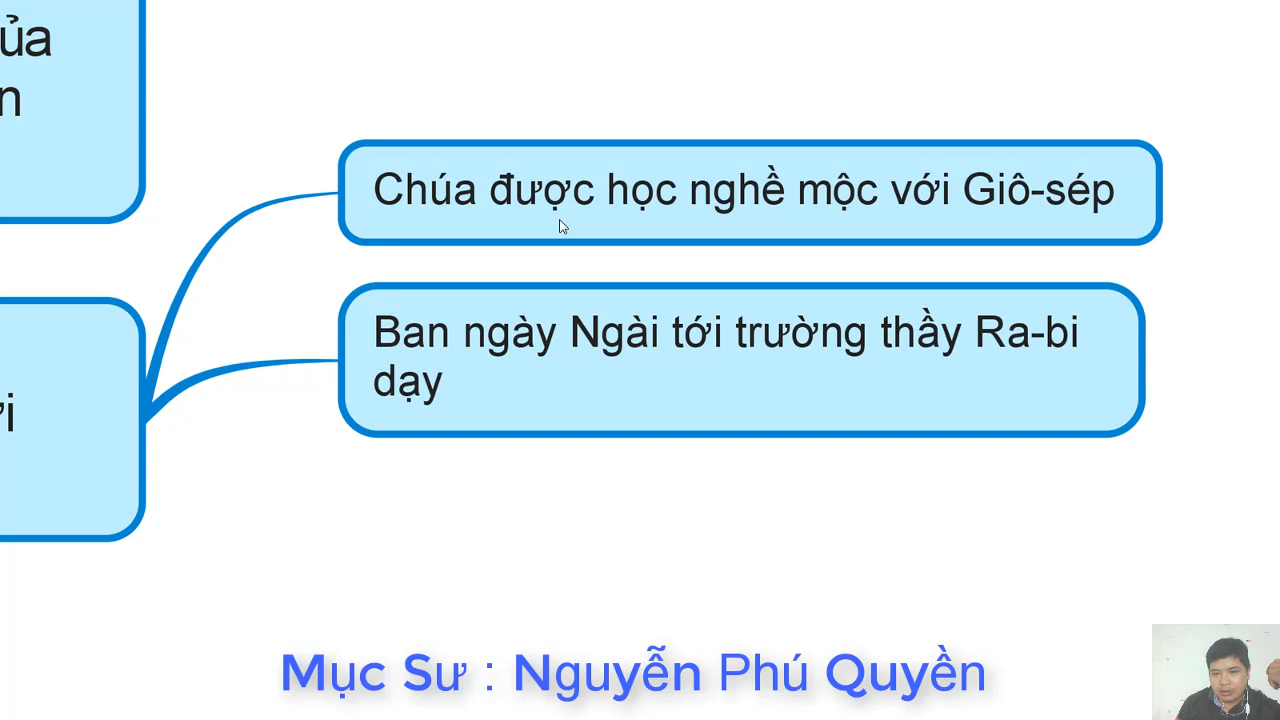 Chúa được học nghề mộc với Giô-sép
Ban ngày Ngài tới trường thầy Ra-bi
dạy
Mục Sư : Nguyễn Phú Quyền